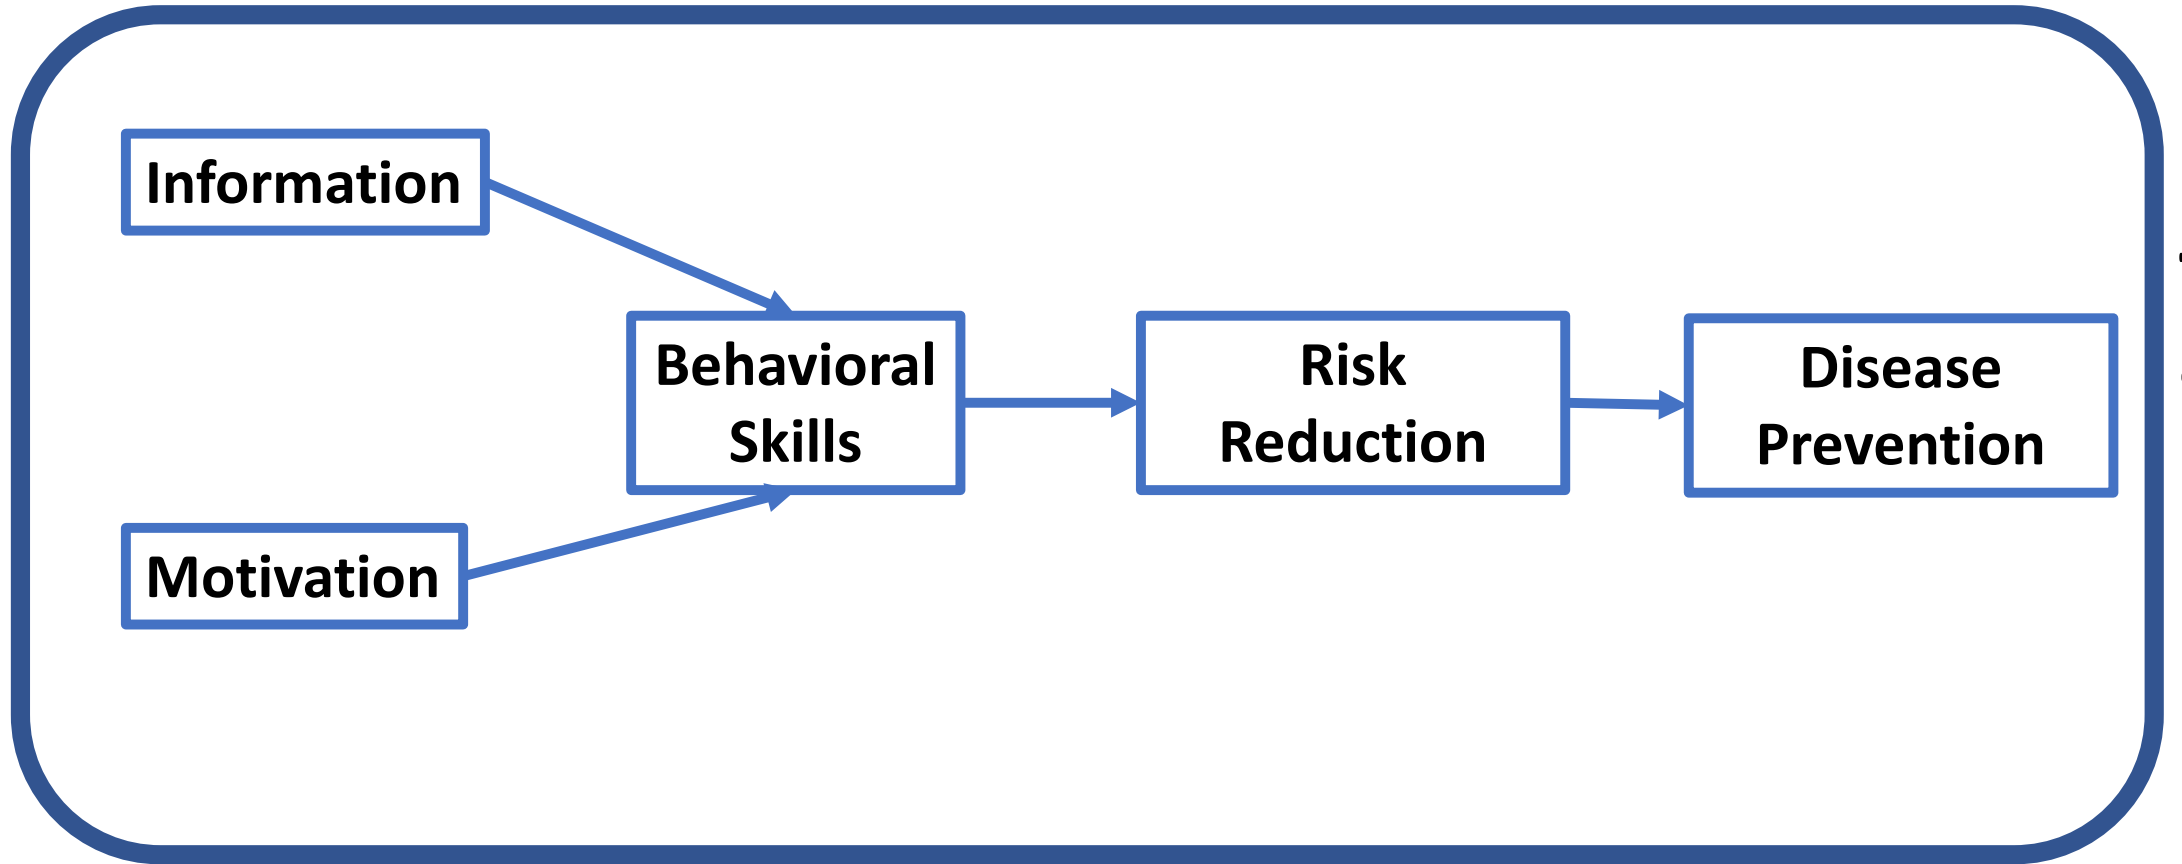 Information
Behavioral
Skills
Risk
Reduction
Disease
Prevention
Motivation